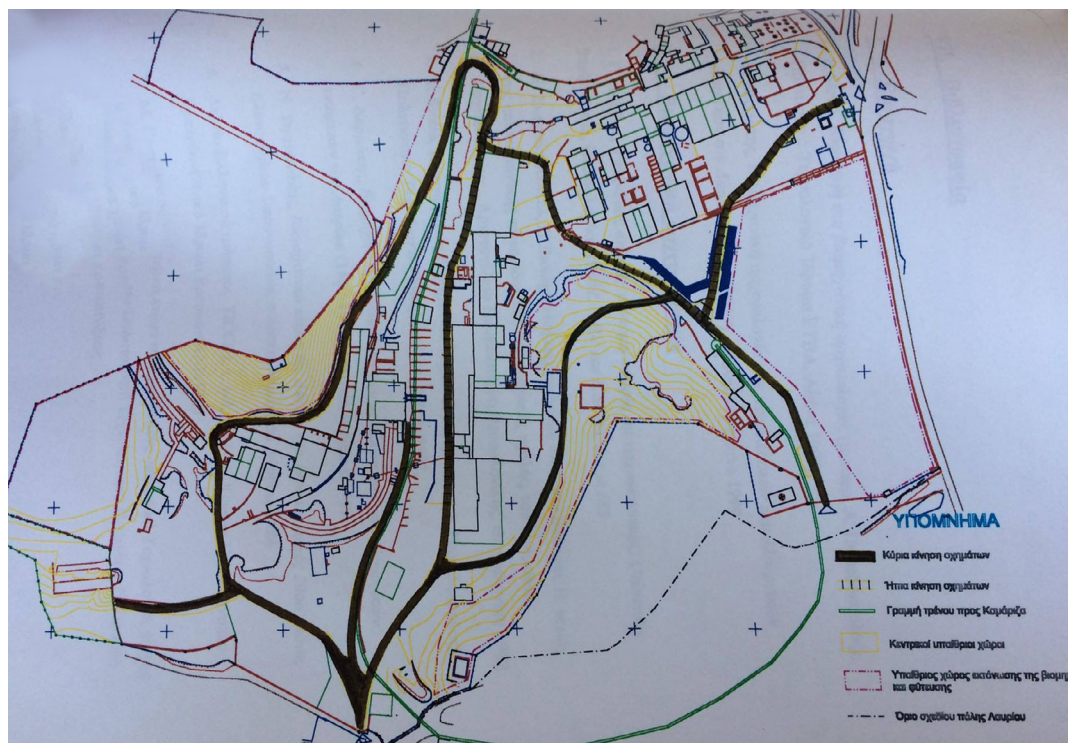 ΥΠΟΜΝΗΜΑ
Κύρια κίνηση οχημάτων
Ήπια κίνηση οχημάτων
Γραμμή τρένου προς Καμάριζα
Κεντρικοί υπαίθριοι χώροι
Υπαίθριος χώρος εκτόνωσης της βιομη
και φύτευσης
Όριο σχεδίου πόλης Λαυρίου